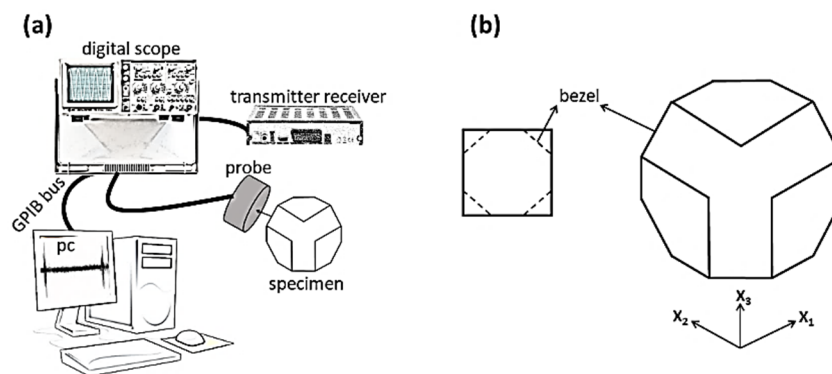 (a)
digital scope
transmitter receiver
probe
GPIB bus
pc
specimen
(b)
bezel
X₃
X₂
X₁